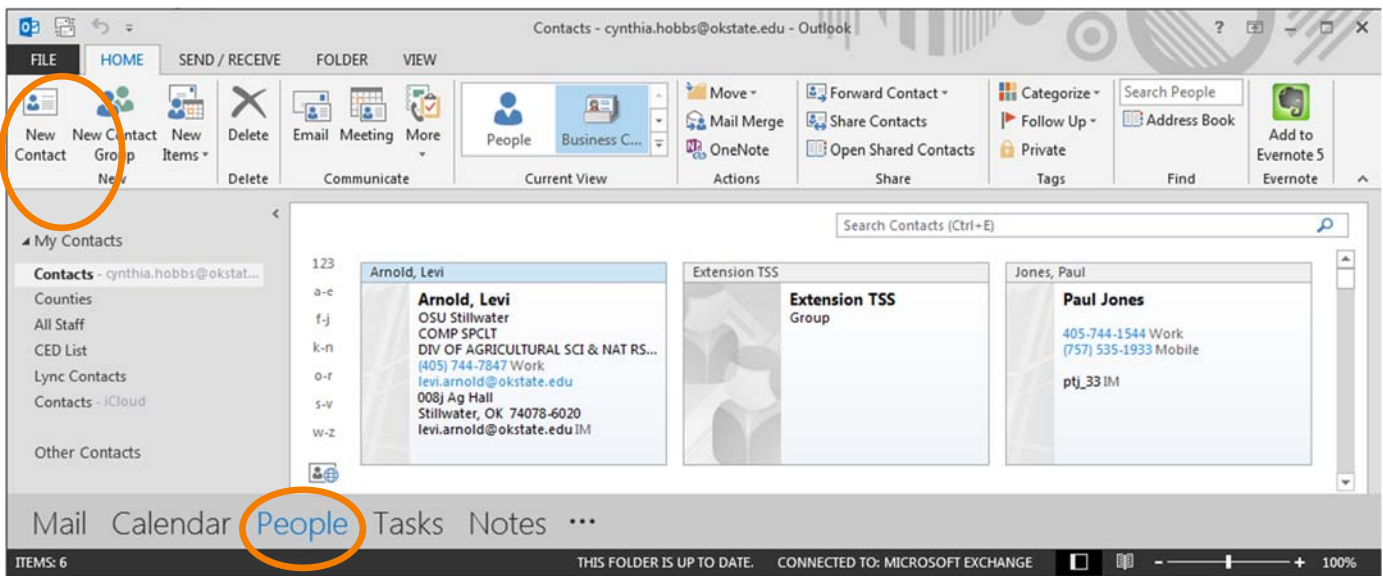 Contacts - cynthia.hobbs@okstate.edu - Outlook
?
FILE HOME SEND / RECEIVE FOLDER VIEW
New Contact
New Contact Group
New Items
New
Delete
Delete
Email
Meeting
More
Communicate
People
Business C...
Current View
Move
Mail Merge
OneNote
Actions
Forward Contact
Share Contacts
Open Shared Contacts
Share
Categorize
Follow Up
Private
Tags
Search People
Address Book
Find
Add to
Evernote 5
Evernote
My Contacts
Contacts - cynthia.hobbs@okstat...
Counties
All Staff
CED List
Lync Contacts
Contacts - iCloud
Other Contacts
Search Contacts (Ctrl+E)
123
a-e
f-j
k-n
o-r
s-v
w-z
Arnold, Levi
Arnold, Levi
OSU Stillwater
COMP SPCLT
DIV OF AGRICULTURAL SCI & NAT RS...
(405) 744-7847 Work
levi.arnold@okstate.edu
008j Ag Hall
Stillwater, OK 74078-6020
levi.arnold@okstate.edu IM
Extension TSS
Extension TSS
Group
Jones, Paul
Paul Jones
405-744-1544 Work
(757) 535-1933 Mobile
ptj_33 IM
Mail Calendar People Tasks Notes ...
ITEMS: 6
THIS FOLDER IS UP TO DATE. CONNECTED TO: MICROSOFT EXCHANGE
100%